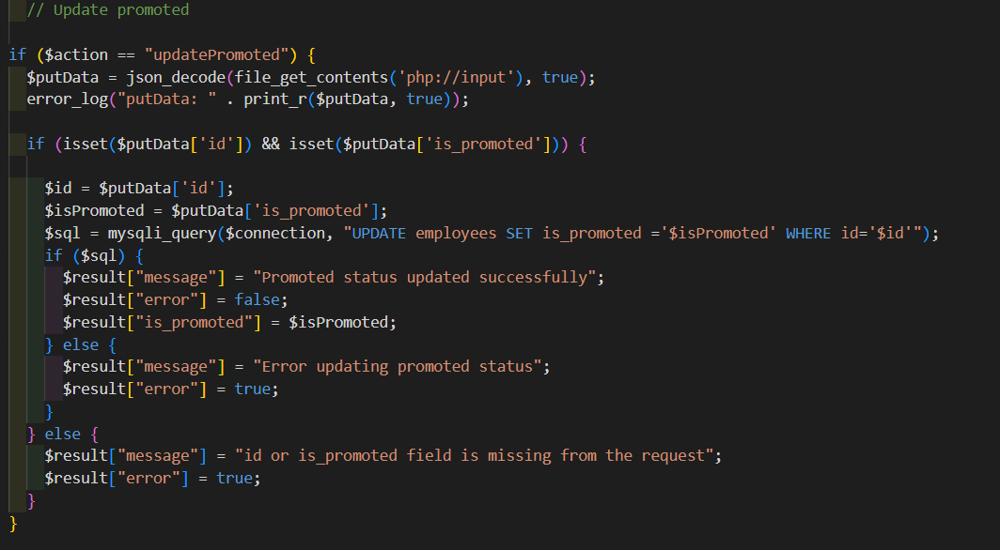 // Update promoted
if ($action == "updatePromoted") {
$putData = json_decode(file_get_contents('php://input'), true);
error_log("putData: " . print_r($putData, true));
if (isset($putData['id']) && isset($putData['is_promoted'])) {
$id = $putData['id'];
$isPromoted = $putData['is_promoted'];
$sql = mysqli_query($connection, "UPDATE employees SET is_promoted ='$isPromoted' WHERE id='$id'");
if ($sql) {
$result["message"] = "Promoted status updated successfully";
$result["error"] = false;
$result["is_promoted"] = $isPromoted;
} else {
$result["message"] = "Error updating promoted status";
$result["error"] = true;
}
} else {
$result["message"] = "id or is_promoted field is missing from the request";
$result["error"] = true;
}
}